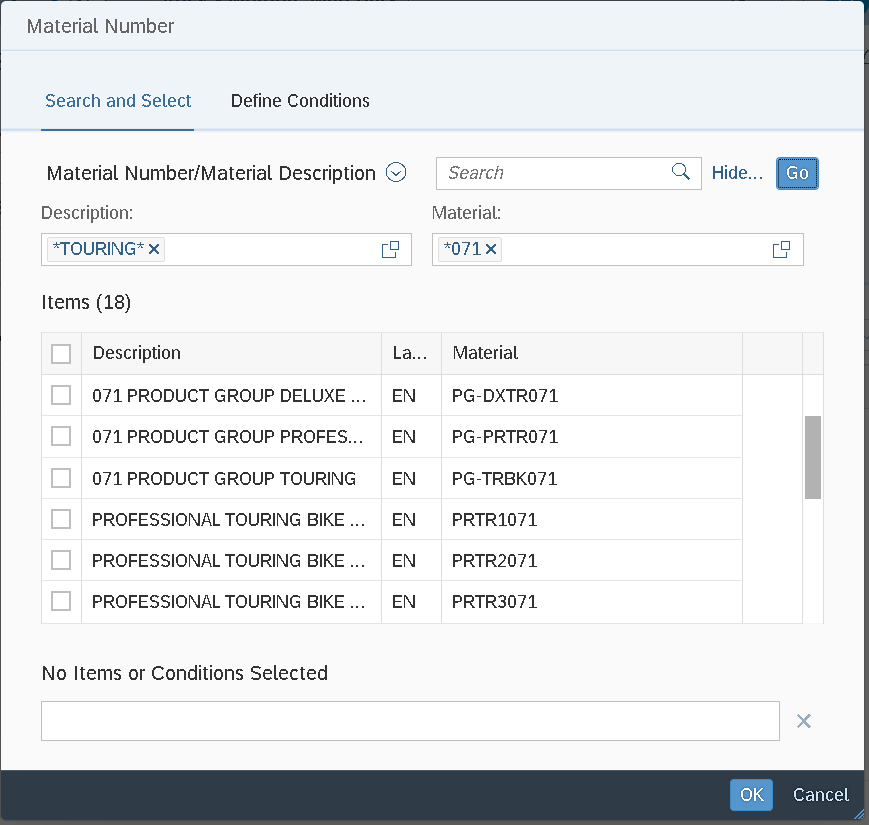 Material Number
Search and Select Define Conditions
Material Number/Material Description Search Hide... Go
Description: Material:
*TOURING* *071
Items (18)
Description La... Material
071 PRODUCT GROUP DELUXE ... EN PG-DXTR071
071 PRODUCT GROUP PROFES... EN PG-PRTR071
071 PRODUCT GROUP TOURING EN PG-TRBK071
PROFESSIONAL TOURING BIKE ... EN PRTR1071
PROFESSIONAL TOURING BIKE ... EN PRTR2071
PROFESSIONAL TOURING BIKE ... EN PRTR3071
No Items or Conditions Selected
OK Cancel